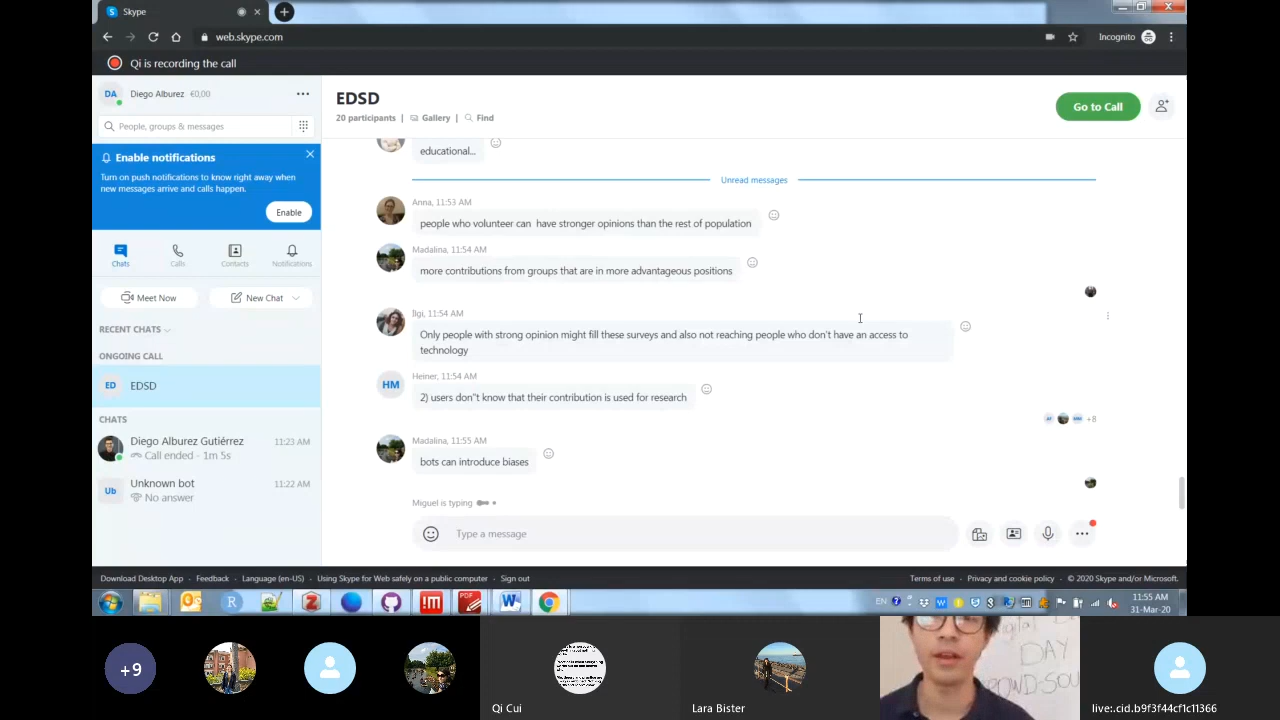 Skype
web.skype.com
Incognito
Qi is recording the call
DA
Diego Alburez €0,00
People, groups & messages
Enable notifications
Turn on push notifications to know right away when
new messages arrive and calls happen.
Enable
Chats
Calls
Contacts
Notifications
Meet Now
New Chat
RECENT CHATS
ONGOING CALL
ED
EDSD
CHATS
Diego Alburez Gutiérrez
11:23 AM
Call ended - 1m 5s
Ub
Unknown bot
11:22 AM
No answer
EDSD
20 participants | Gallery | Find
Go to Call
educational...
Unread messages
Anna, 11:53 AM
people who volunteer can have stronger opinions than the rest of population
Madalina, 11:54 AM
more contributions from groups that are in more advantageous positions
Ilgi, 11:54 AM
Only people with strong opinion might fill these surveys and also not reaching people who don't have an access to
technology
HM
Heiner, 11:54 AM
2) users don"t know that their contribution is used for research
+8
Madalina, 11:55 AM
bots can introduce biases
Miguel is typing
Type a message
Download Desktop App - Feedback - Language (en-US) - Using Skype for Web safely on a public computer - Sign out
Terms of use - Privacy and cookie policy - © 2020 Skype and/or Microsoft.
EN
11:55 AM
31-Mar-20
+9
Qi Cui
Lara Bister
DAY
live:.cid.b9f3f44cf1c11366